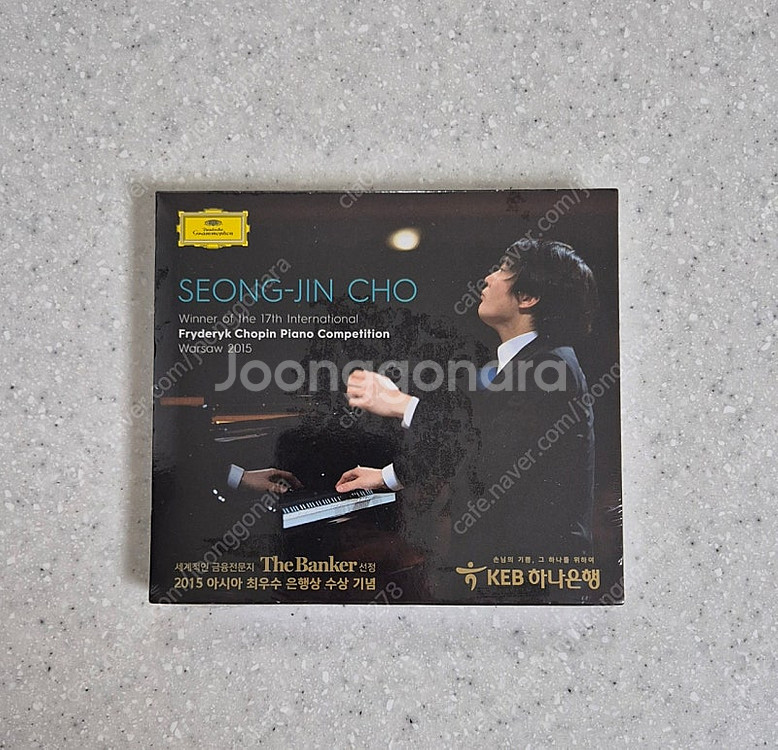 Deutsche
Grammophon
SEONG-JIN CHO
Winner of the 17th International
Fryderyk Chopin Piano Competition
Warsaw 2015
Joonggonara
세계적인 금융전문지 The Banker 선정
2015 아시아 최우수 은행상 수상 기념
손님의 기쁨, 그 하나를 위하여
KEB 하나은행